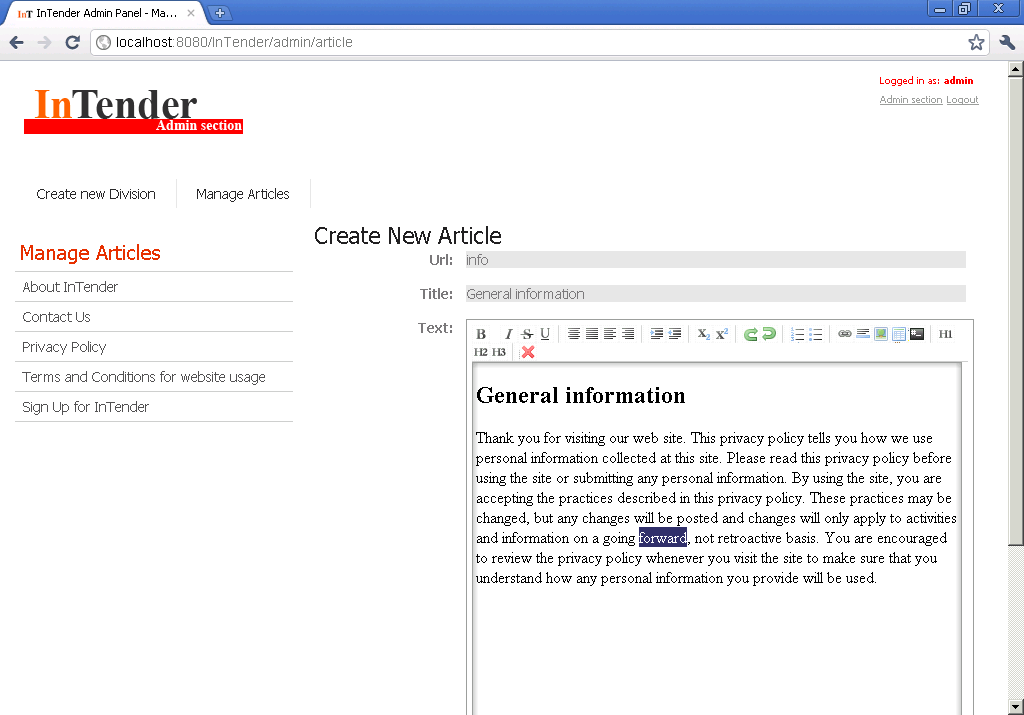 InT InTender Admin Panel - Ma...
localhost:8080/InTender/admin/article
Logged in as: admin
Admin section Logout
InTender
Admin section
Create new Division
Manage Articles
Manage Articles
About InTender
Contact Us
Privacy Policy
Terms and Conditions for website usage
Sign Up for InTender
Create New Article
Url: info
Title: General information
Text:
B I S U X2 X2 H1
H2 H3
General information
Thank you for visiting our web site. This privacy policy tells you how we use
personal information collected at this site. Please read this privacy policy before
using the site or submitting any personal information. By using the site, you are
accepting the practices described in this privacy policy. These practices may be
changed, but any changes will be posted and changes will only apply to activities
and information on a going forward, not retroactive basis. You are encouraged
to review the privacy policy whenever you visit the site to make sure that you
understand how any personal information you provide will be used.